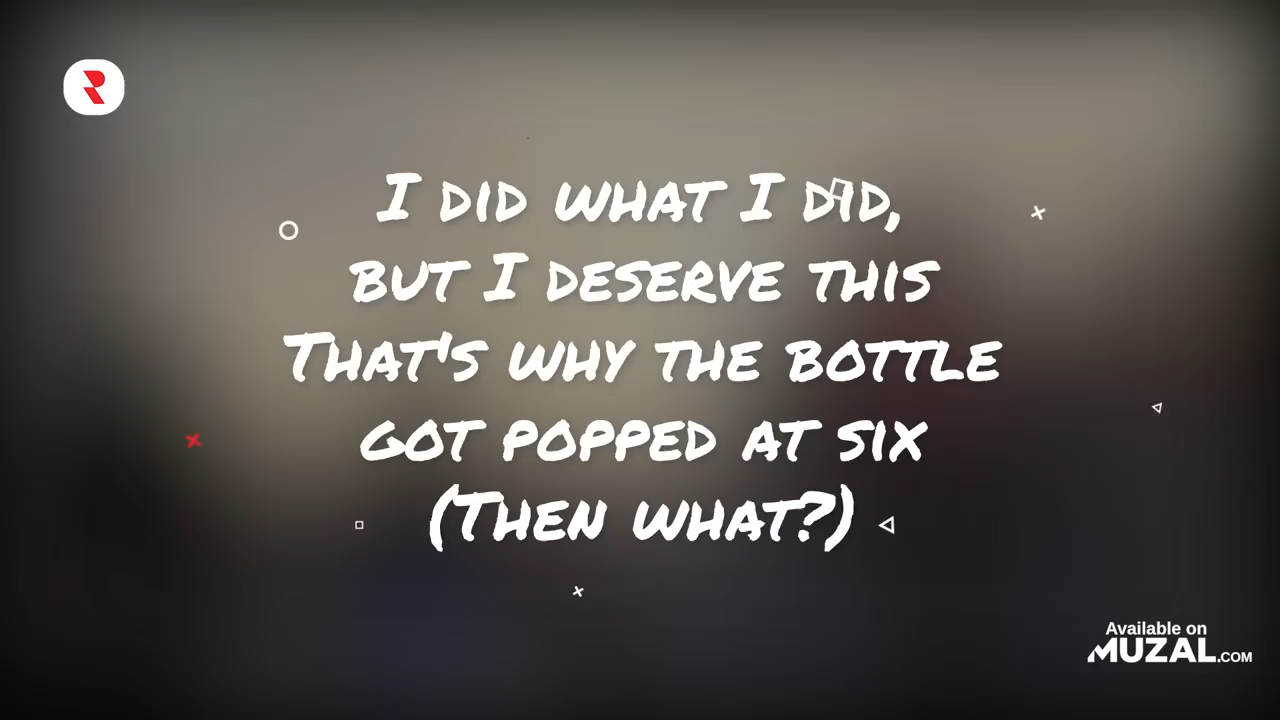 I DID WHAT I DID,
BUT I DESERVE THIS
THAT'S WHY THE BOTTLE
GOT POPPED AT SIX
(THEN WHAT?)
Available on
MUZAL.COM